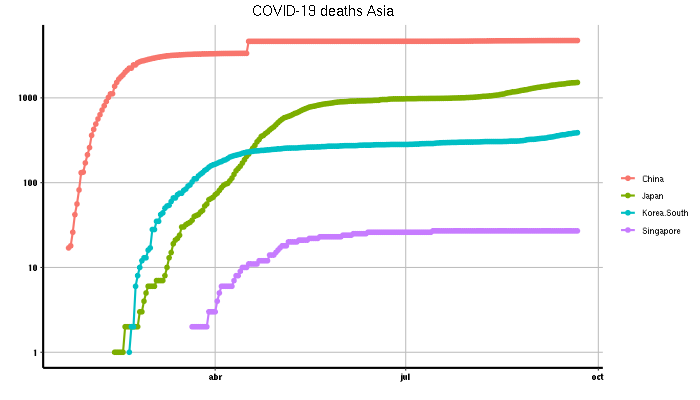 COVID-19 deaths Asia
1000
100
10
1
abr
jul
oct
China
Japan
Korea.South
Singapore